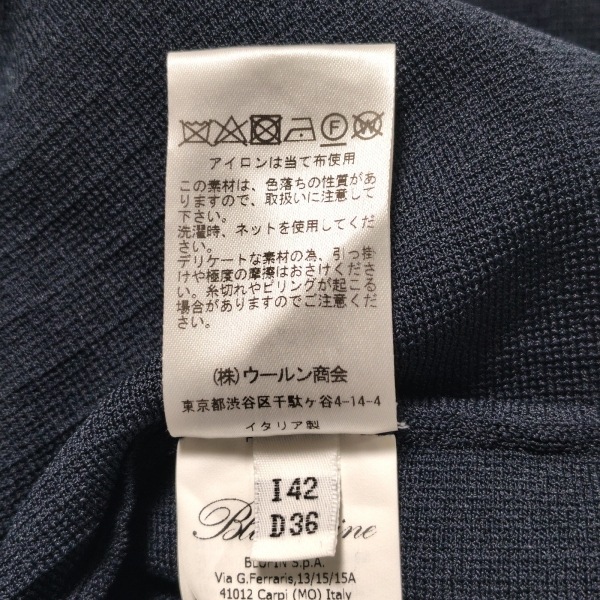 アイロンは当て布使用
この素材は、色落ちの性質があ
りますので、取扱いに注意して
下さい。
洗濯時、ネットを使用してくだ
さい。
デリケートな素材の為、引っ掛
けや極度の摩擦はおさけくださ
い。糸切れやピリングが起こる
場合がありますのでご注意くだ
さい。
(株)ウールン商会
東京都渋谷区千駄ヶ谷4-14-4
イタリア製
I 42
D 36
BLUFIN S.p.A.
Via G.Ferraris,13/15/15A
41012 Carpi (MO) Italy